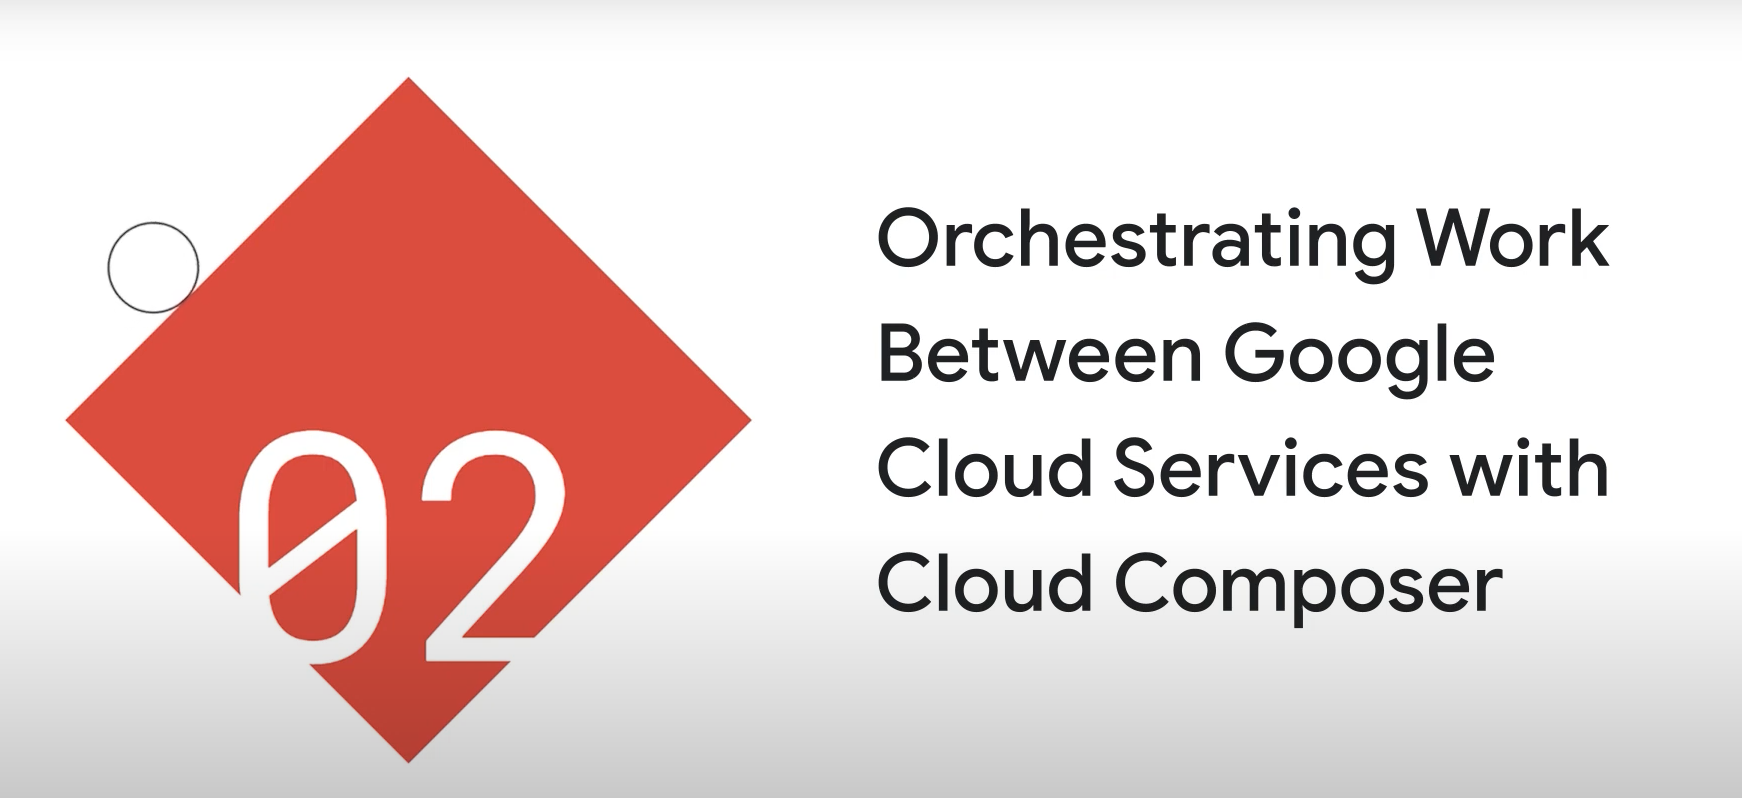 02
Orchestrating Work
Between Google
Cloud Services with
Cloud Composer